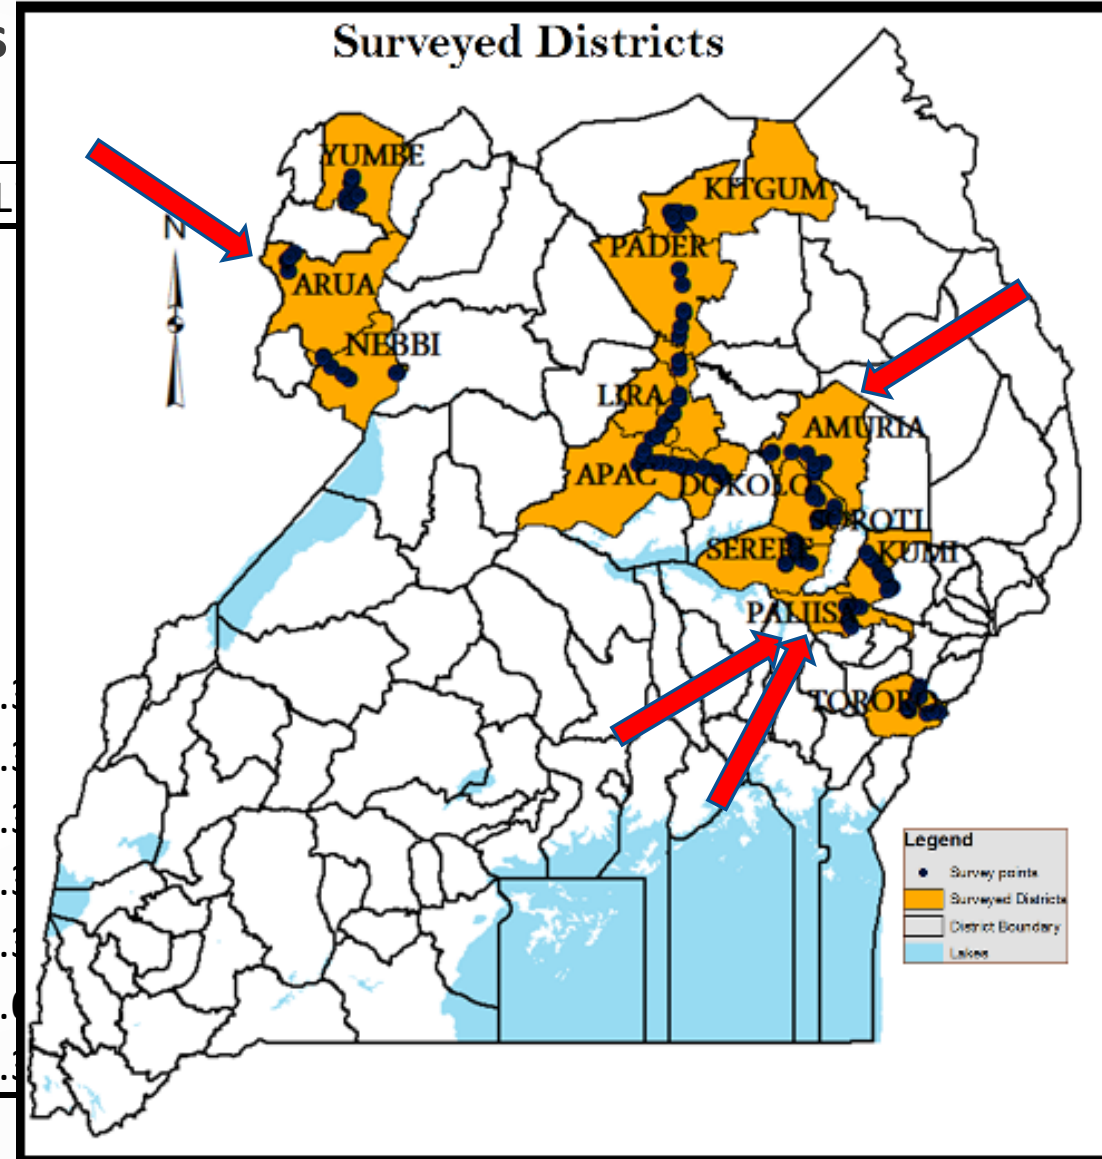 S
Surveyed Districts
L
N
YUMBE
KITGUM
PADER
ARUA
NEBBI
LIRA
AMURIA
APAC
DOKOLO
SOROTI
SERERE
KUMI
PALIISA
TORORO
Legend
Survey points
Surveyed Districts
District Boundary
Lakes